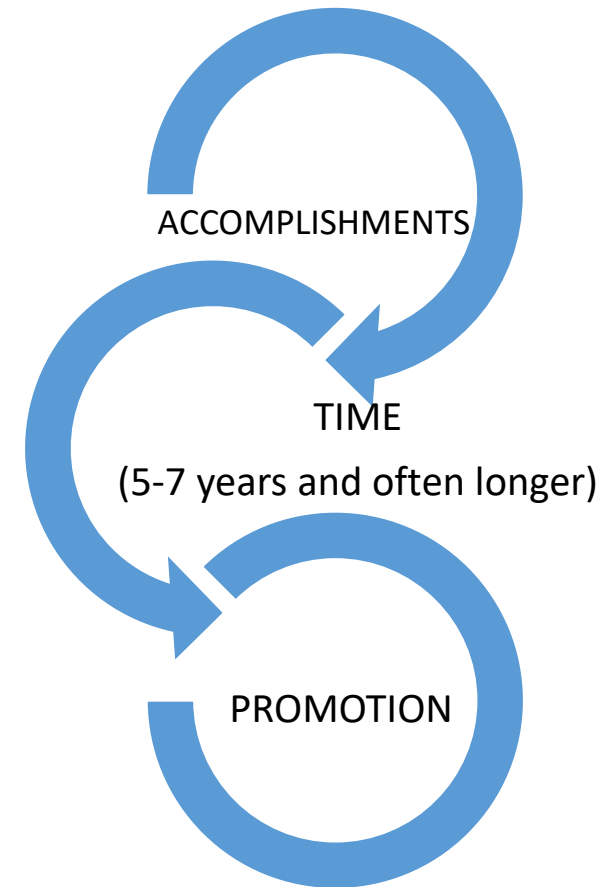 ACCOMPLISHMENTS
TIME
(5-7 years and often longer)
PROMOTION